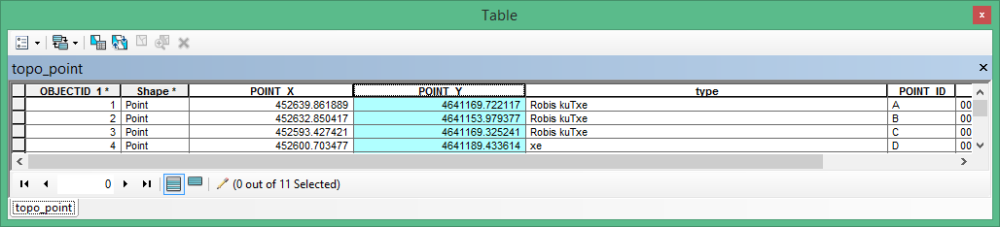 Table
topo_point
OBJECTID_1 * Shape * POINT_X POINT_Y type POINT_ID
1 Point 452639.861889 4641169.722117 Robis kuTxe A 00
2 Point 452632.850417 4641153.979377 Robis kuTxe B 00
3 Point 452593.427421 4641169.325241 Robis kuTxe C 00
4 Point 452600.703477 4641189.433614 xe D 00
0 (0 out of 11 Selected)
topo_point